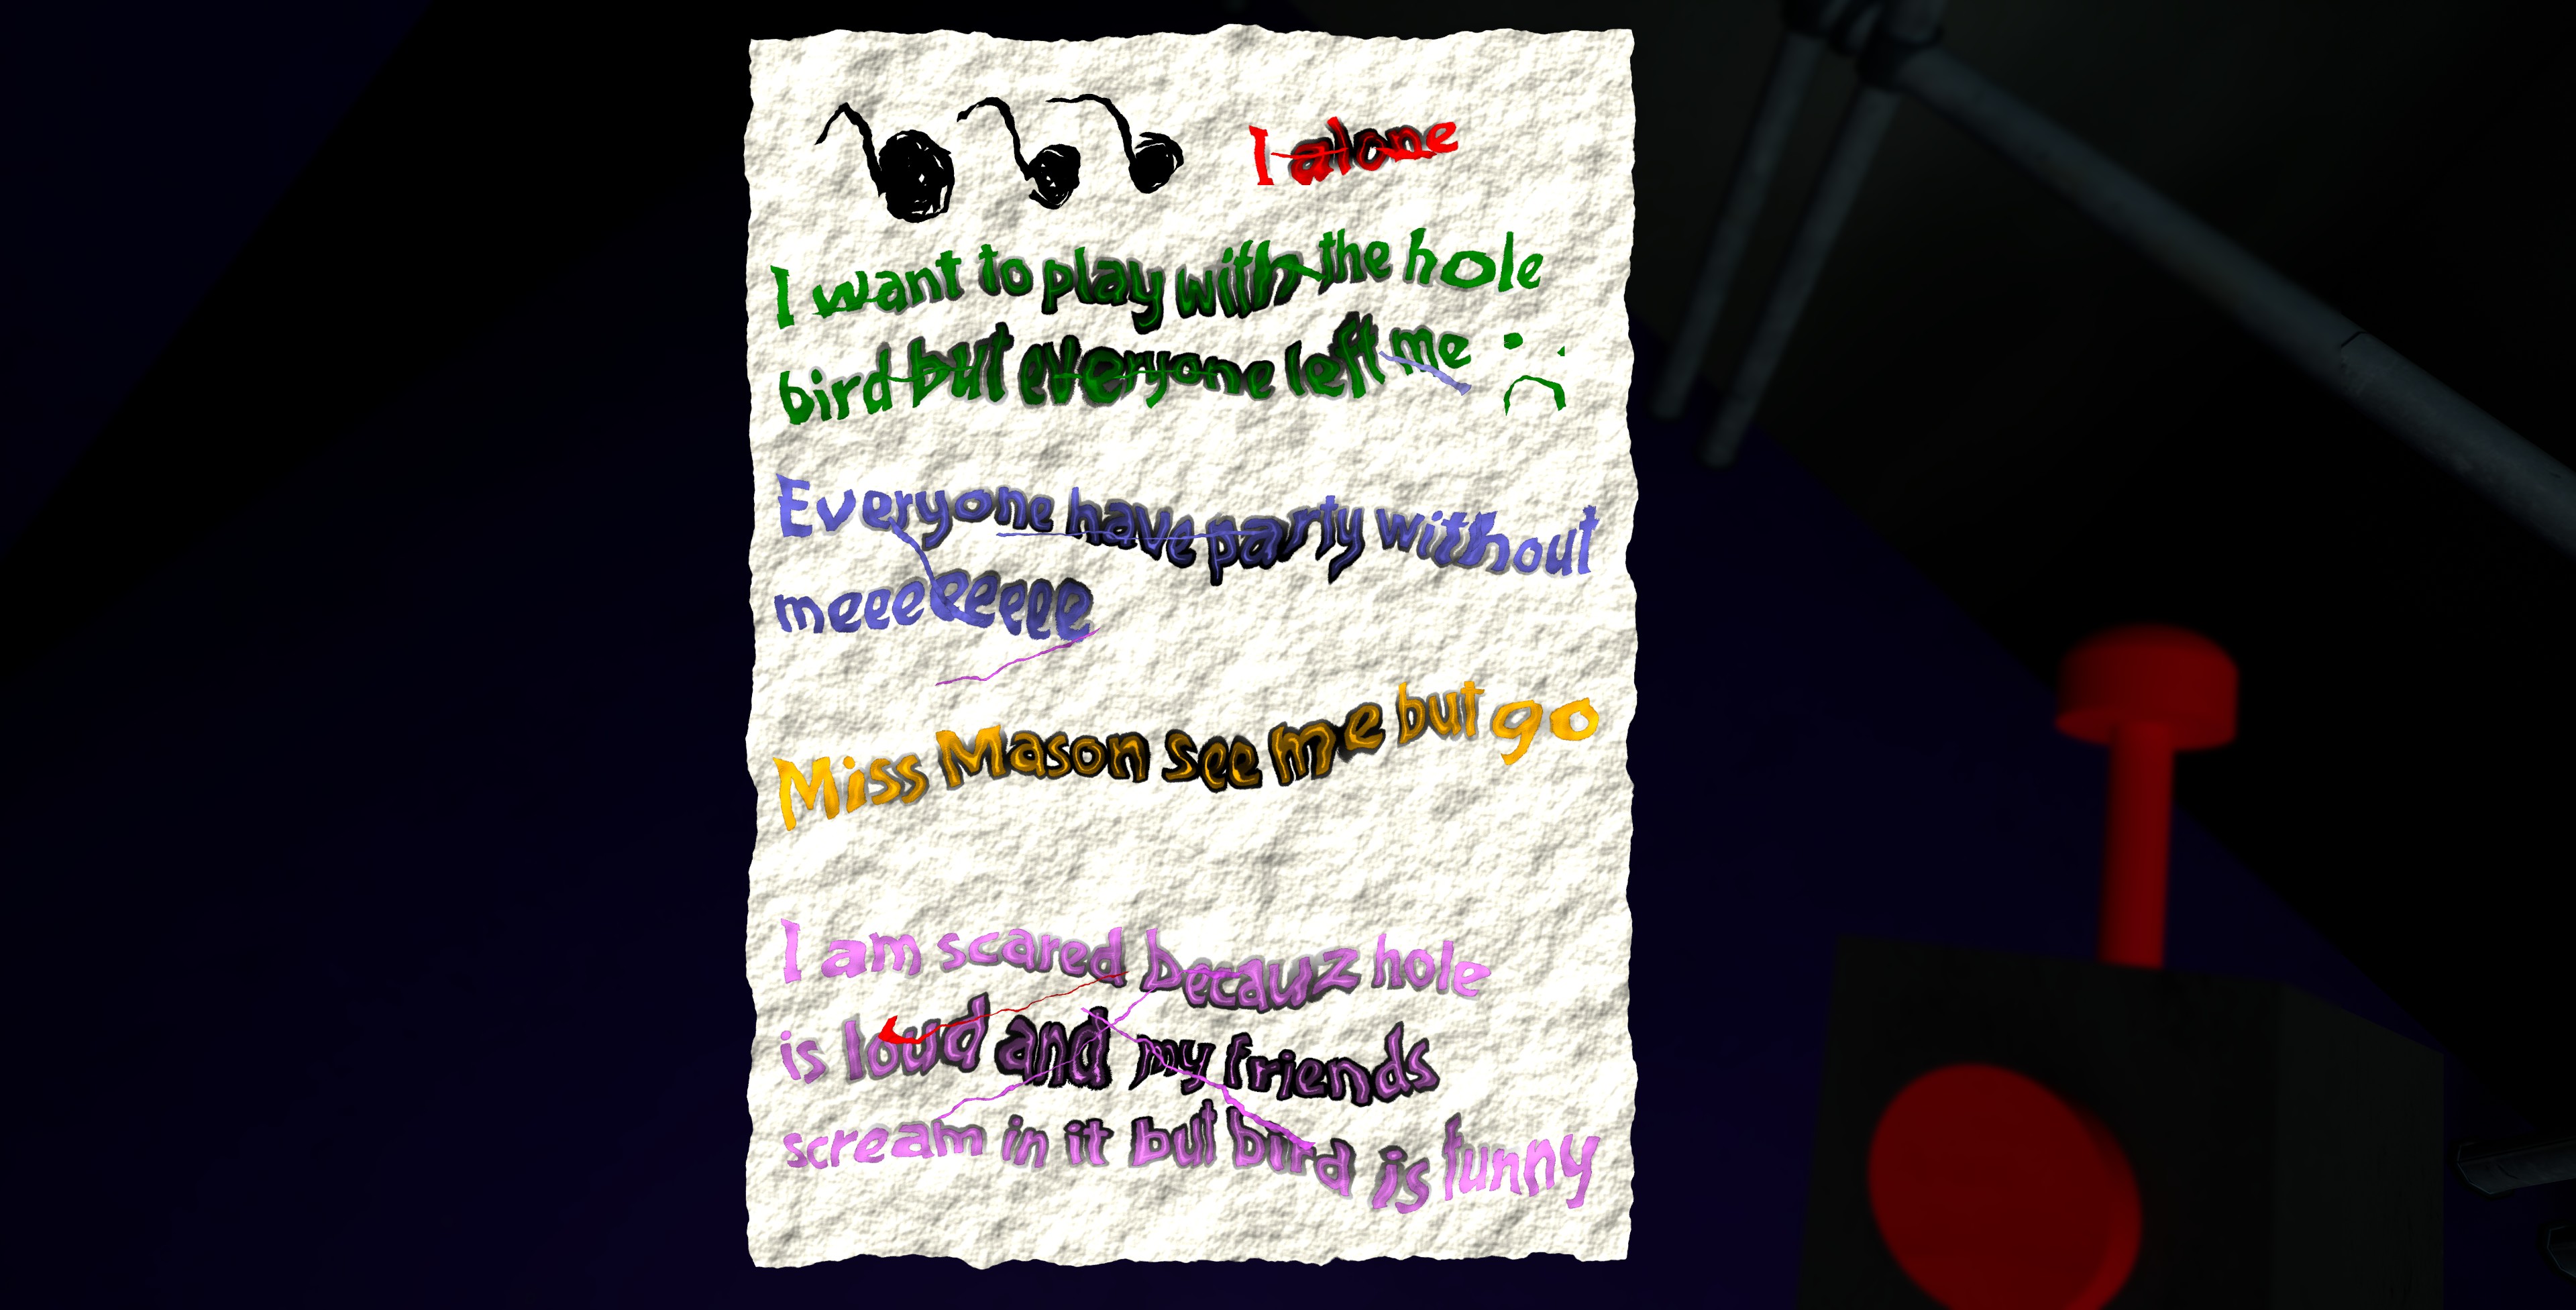 I alone
I want to play with the hole
bird but everyone left me :(
Everyone have party without
meeeeeeee
Miss Mason see me but go
I am scared becauz hole
is loud and my friends
scream in it but bird is funny